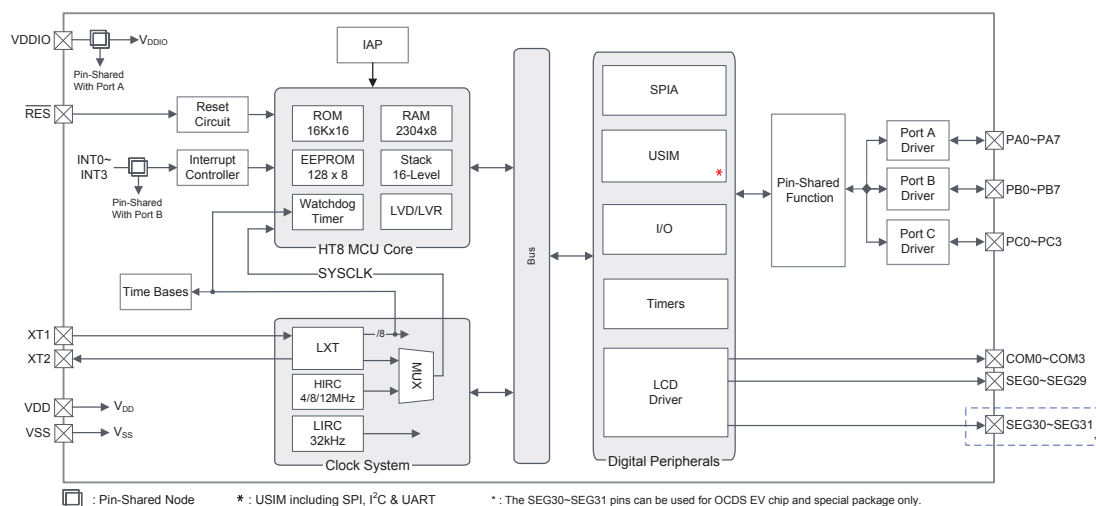 VDDIO
VDDIO
Pin-Shared
With Port A
IAP
RES
Reset
Circuit
ROM
16Kx16
RAM
2304x8
INT0~
INT3
Interrupt
Controller
Pin-Shared
With Port B
EEPROM
128 x 8
Stack
16-Level
Watchdog
Timer
LVD/LVR
HT8 MCU Core
SYSCLK
Time Bases
XT1
XT2
LXT
/8
MUX
HIRC
4/8/12MHz
LIRC
32kHz
Clock System
VDD
VDD
VSS
VSS
Bus
SPIA
USIM
*
I/O
Timers
LCD
Driver
Digital Peripherals
Pin-Shared
Function
Port A
Driver
PA0~PA7
Port B
Driver
PB0~PB7
Port C
Driver
PC0~PC3
COM0~COM3
SEG0~SEG29
SEG30~SEG31
: Pin-Shared Node
* : USIM including SPI, I²C & UART
* : The SEG30~SEG31 pins can be used for OCDS EV chip and special package only.